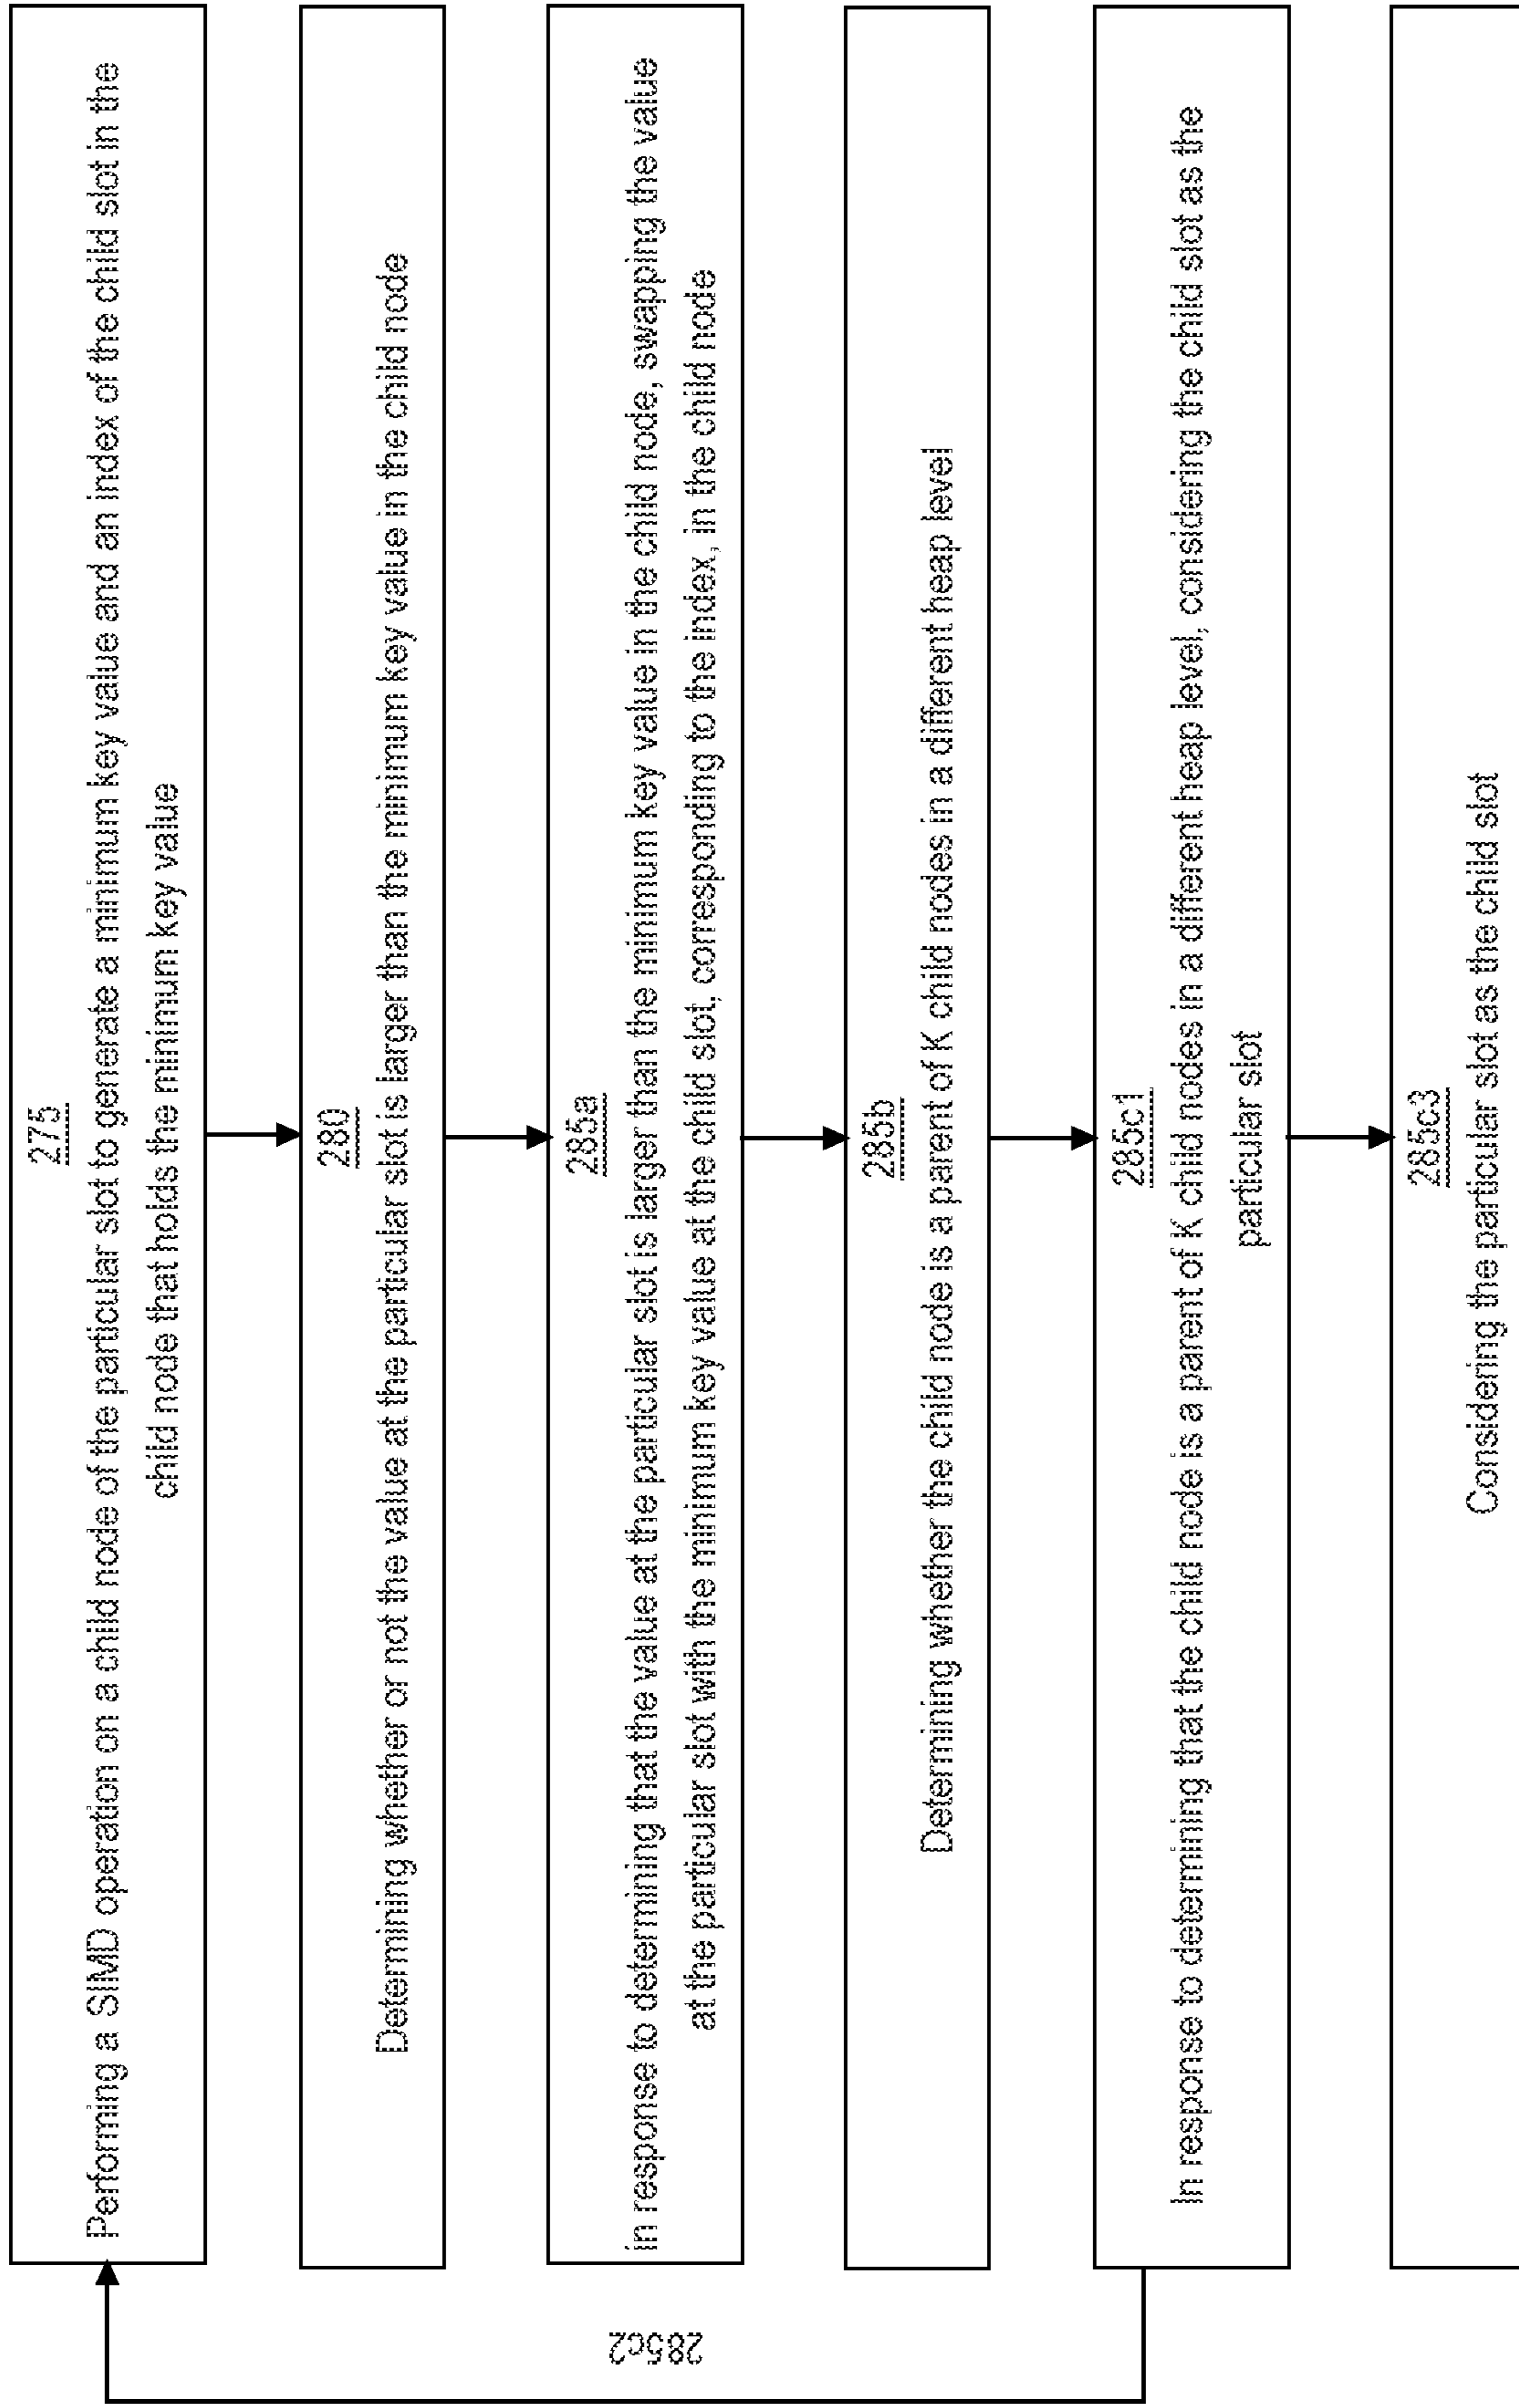 275
Performing a SIMD operation on a child node of the particular slot to generate a minimum key value and an index of the child slot in the
child node that holds the minimum key value
280
Determining whether or not the value at the particular slot is larger than the minimum key value in the child node
285a
in response to determining that the value at the particular slot is larger than the minimum key value in the child node, swapping the value
at the particular slot with the minimum key value at the child slot, corresponding to the index, in the child node
285b
Determining whether the child node is a parent of K child nodes in a different heap level
285c1
In response to determining that the child node is a parent of K child nodes in a different heap level, considering the child slot as the
particular slot
285c2
285c3
Considering the particular slot as the child slot